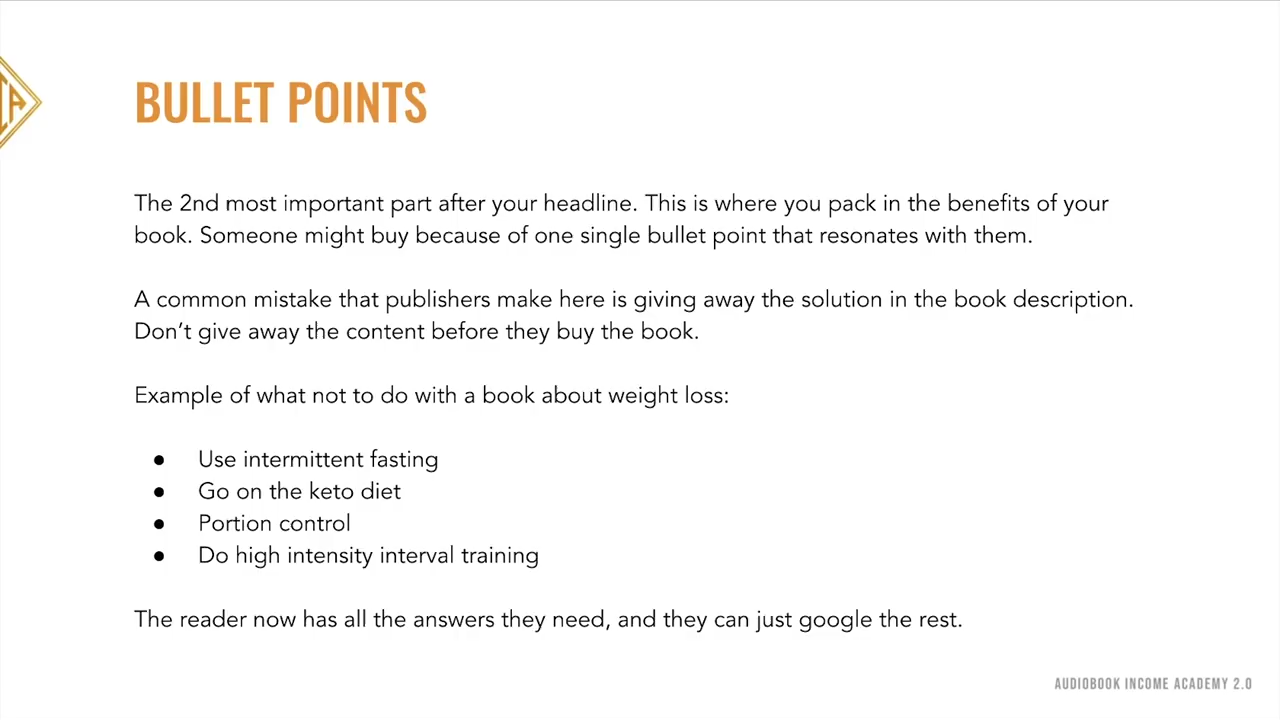 BULLET POINTS
The 2nd most important part after your headline. This is where you pack in the benefits of your
book. Someone might buy because of one single bullet point that resonates with them.
A common mistake that publishers make here is giving away the solution in the book description.
Don't give away the content before they buy the book.
Example of what not to do with a book about weight loss:
● Use intermittent fasting
● Go on the keto diet
● Portion control
● Do high intensity interval training
The reader now has all the answers they need, and they can just google the rest.
AUDIOBOOK INCOME ACADEMY 2.0